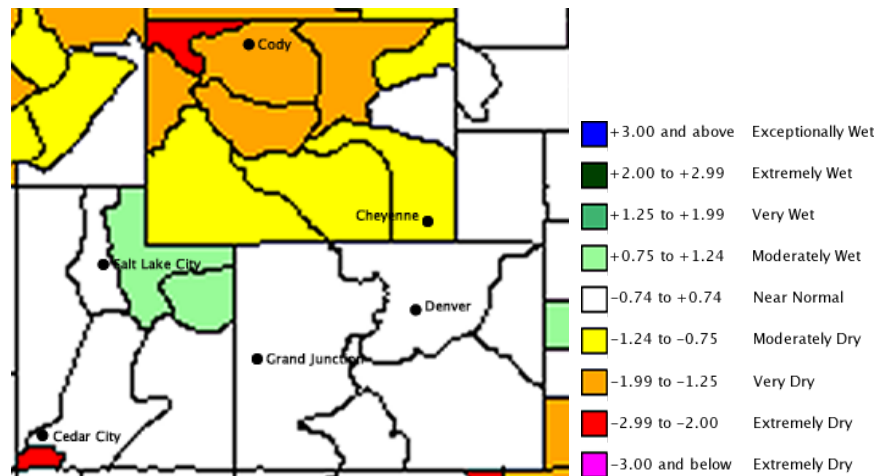 Cody
Cheyenne
Salt Lake City
Denver
Grand Junction
Cedar City
+3.00 and above Exceptionally Wet
+2.00 to +2.99 Extremely Wet
+1.25 to +1.99 Very Wet
+0.75 to +1.24 Moderately Wet
-0.74 to +0.74 Near Normal
-1.24 to -0.75 Moderately Dry
-1.99 to -1.25 Very Dry
-2.99 to -2.00 Extremely Dry
-3.00 and below Extremely Dry